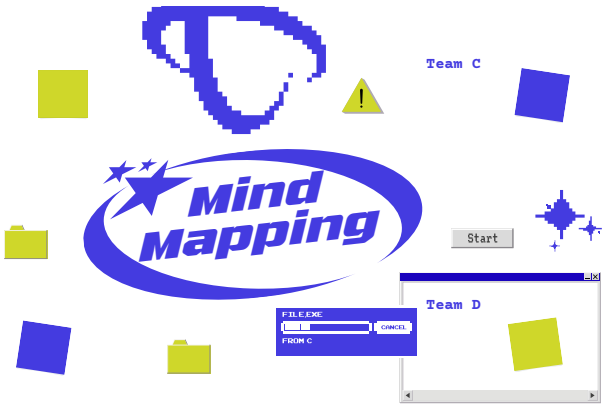 Team C
!
Mind
Mapping
Start
Team D
FILE.EXE
CANCEL
FROM C